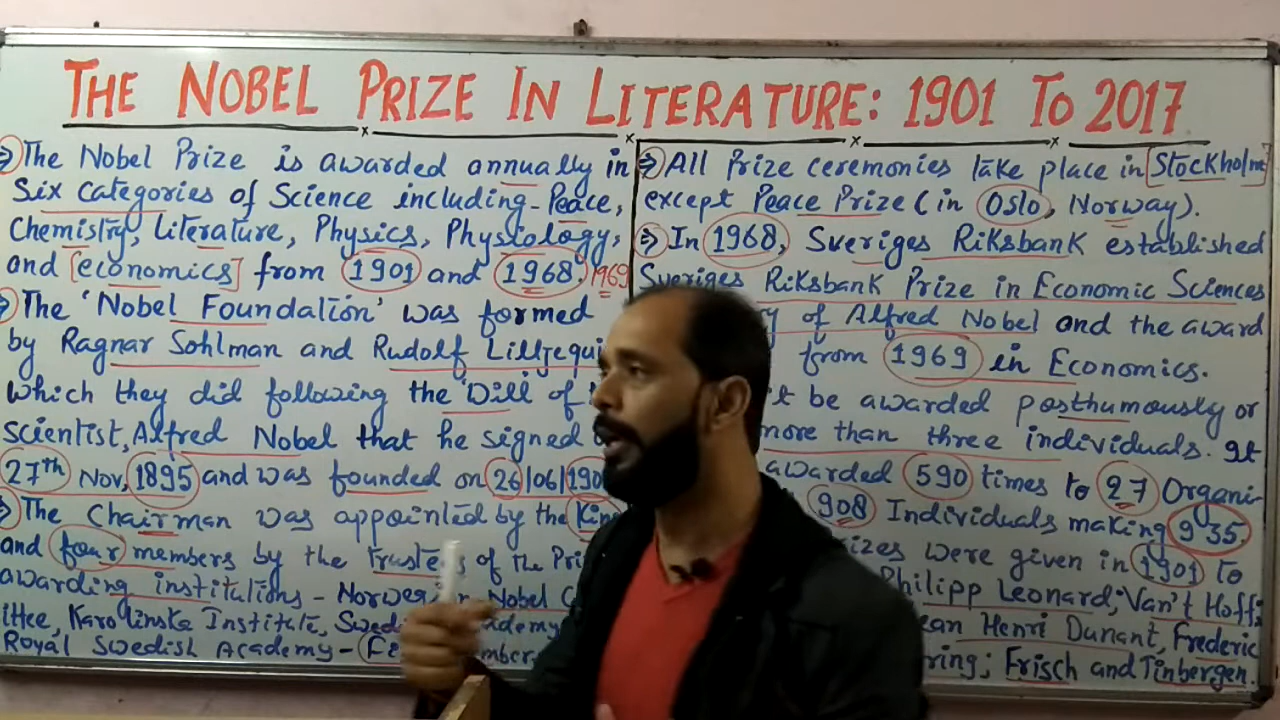 THE NOBEL PRIZE IN LITERATURE: 1901 TO 2017
The Nobel Prize is awarded annually in
Six categories of Science including- Peace,
Chemistry, Literature, Physics, Physiology,
and [economics] from 1901 and 1968. 1969
The 'Nobel Foundation' was formed
by Ragnar Sohlman and Rudolf
which they did following the Will of
scientist, Alfred Nobel that he signed
27th Nov, 1895 and was founded on 26/06/190
The Chairman was appointed by the
and four members by the trustees of the
awarding institutions - Nobel
ittee, Karolinska Institute,
Royal Swedish Academy-
All Prize ceremonies take place in [Stockholm]
except Peace Prize (in Oslo, Norway).
In 1968, Sveriges Riksbank established
Sveriges Riksbank Prize in Economic Sciences
y of Alfred Nobel and the award
from 1969 in Economics.
be awarded posthumously or
more than three individuals. It
awarded 590 times to 27 Organi-
908 Individuals making 935.
were given in 1901 to
Philipp Leonard; Van't Hoff;
Henri Dunant, Frederic
ring; Frisch and Tinbergen.